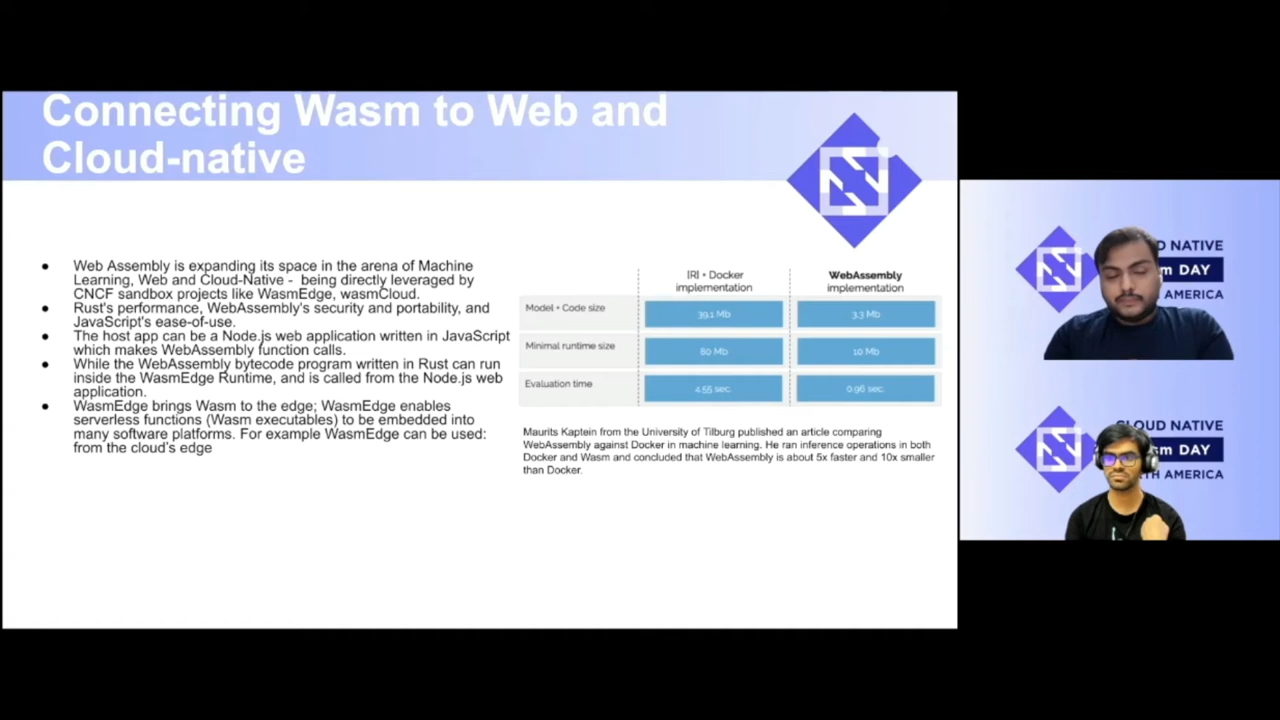 Connecting Wasm to Web and
Cloud-native
Web Assembly is expanding its space in the arena of Machine
Learning, Web and Cloud-Native - being directly leveraged by
CNCF sandbox projects like WasmEdge, wasmCloud.
Rust's performance, WebAssembly's security and portability, and
JavaScript's ease-of-use.
The host app can be a Node.js web application written in JavaScript
which makes WebAssembly function calls.
While the WebAssembly bytecode program written in Rust can run
inside the WasmEdge Runtime, and is called from the Node.js web
application.
WasmEdge brings Wasm to the edge; WasmEdge enables
serverless functions (Wasm executables) to be embedded into
many software platforms. For example WasmEdge can be used:
from the cloud's edge
IRI + Docker
implementation
WebAssembly
implementation
Model + Code size
39.1 Mb
3.3 Mb
Minimal runtime size
80 Mb
10 Mb
Evaluation time
4.55 sec.
0.96 sec.
Maurits Kaptein from the University of Tilburg published an article comparing
WebAssembly against Docker in machine learning. He ran inference operations in both
Docker and Wasm and concluded that WebAssembly is about 5x faster and 10x smaller
than Docker.
D NATIVE
sm DAY
AMERICA
CLOUD NATIVE
sm DAY
TH AMERICA